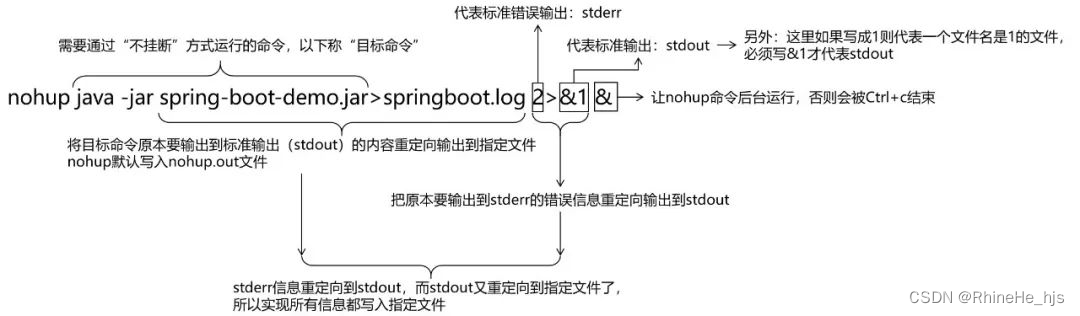 代表标准错误输出：stderr
需要通过“不挂断”方式运行的命令，以下称“目标命令”
代表标准输出：stdout
另外：这里如果写成1则代表一个文件名是1的文件，
必须写&1才代表stdout
nohup java -jar spring-boot-demo.jar>springboot.log 2>&1 &
让nohup命令后台运行，否则会被Ctrl+c结束
将目标命令原本要输出到标准输出（stdout）的内容重定向输出到指定文件
nohup默认写入nohup.out文件
把原本要输出到stderr的错误信息重定向输出到stdout
stderr信息重定向到stdout，而stdout又重定向到指定文件了，
所以实现所有信息都写入指定文件
CSDN @RhineHe_hjs